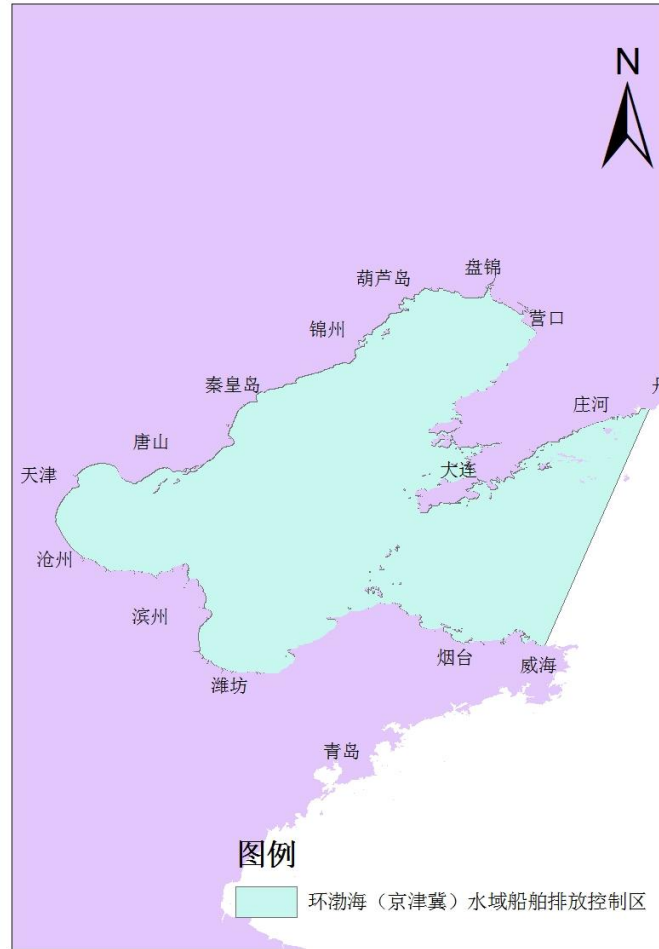 N
盘锦
葫芦岛
营口
锦州
秦皇岛
庄河
唐山
大连
天津
沧州
滨州
烟台
威海
潍坊
青岛
图例
环渤海（京津冀）水域船舶排放控制区